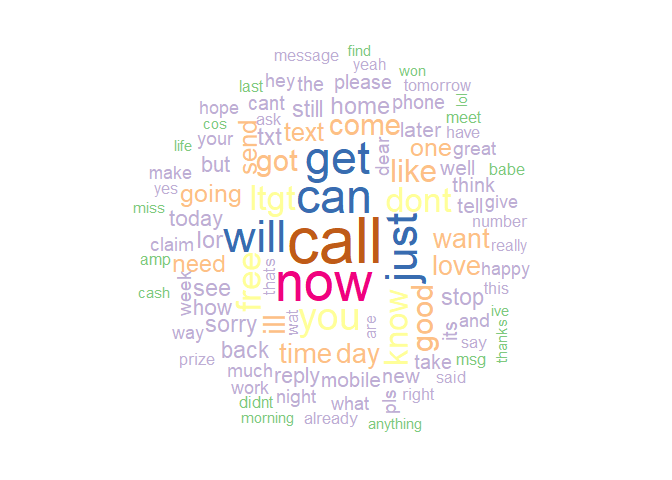 find
message
yeah
won
last hey the please tomorrow
hope cant still home phone lol
cos ask meet
your txt text come later have
life send dear one great
but got get like well babe
make yes going ltgt can dont think give
miss tell
today will call just want number
claim lor really
amp need thats love happy
see free now this
cash week how wat you are know good stop ive
way sorry ill its and thanks
say
prize back time day take msg
much reply mobile new said
work night what pls right
didnt
morning already anything